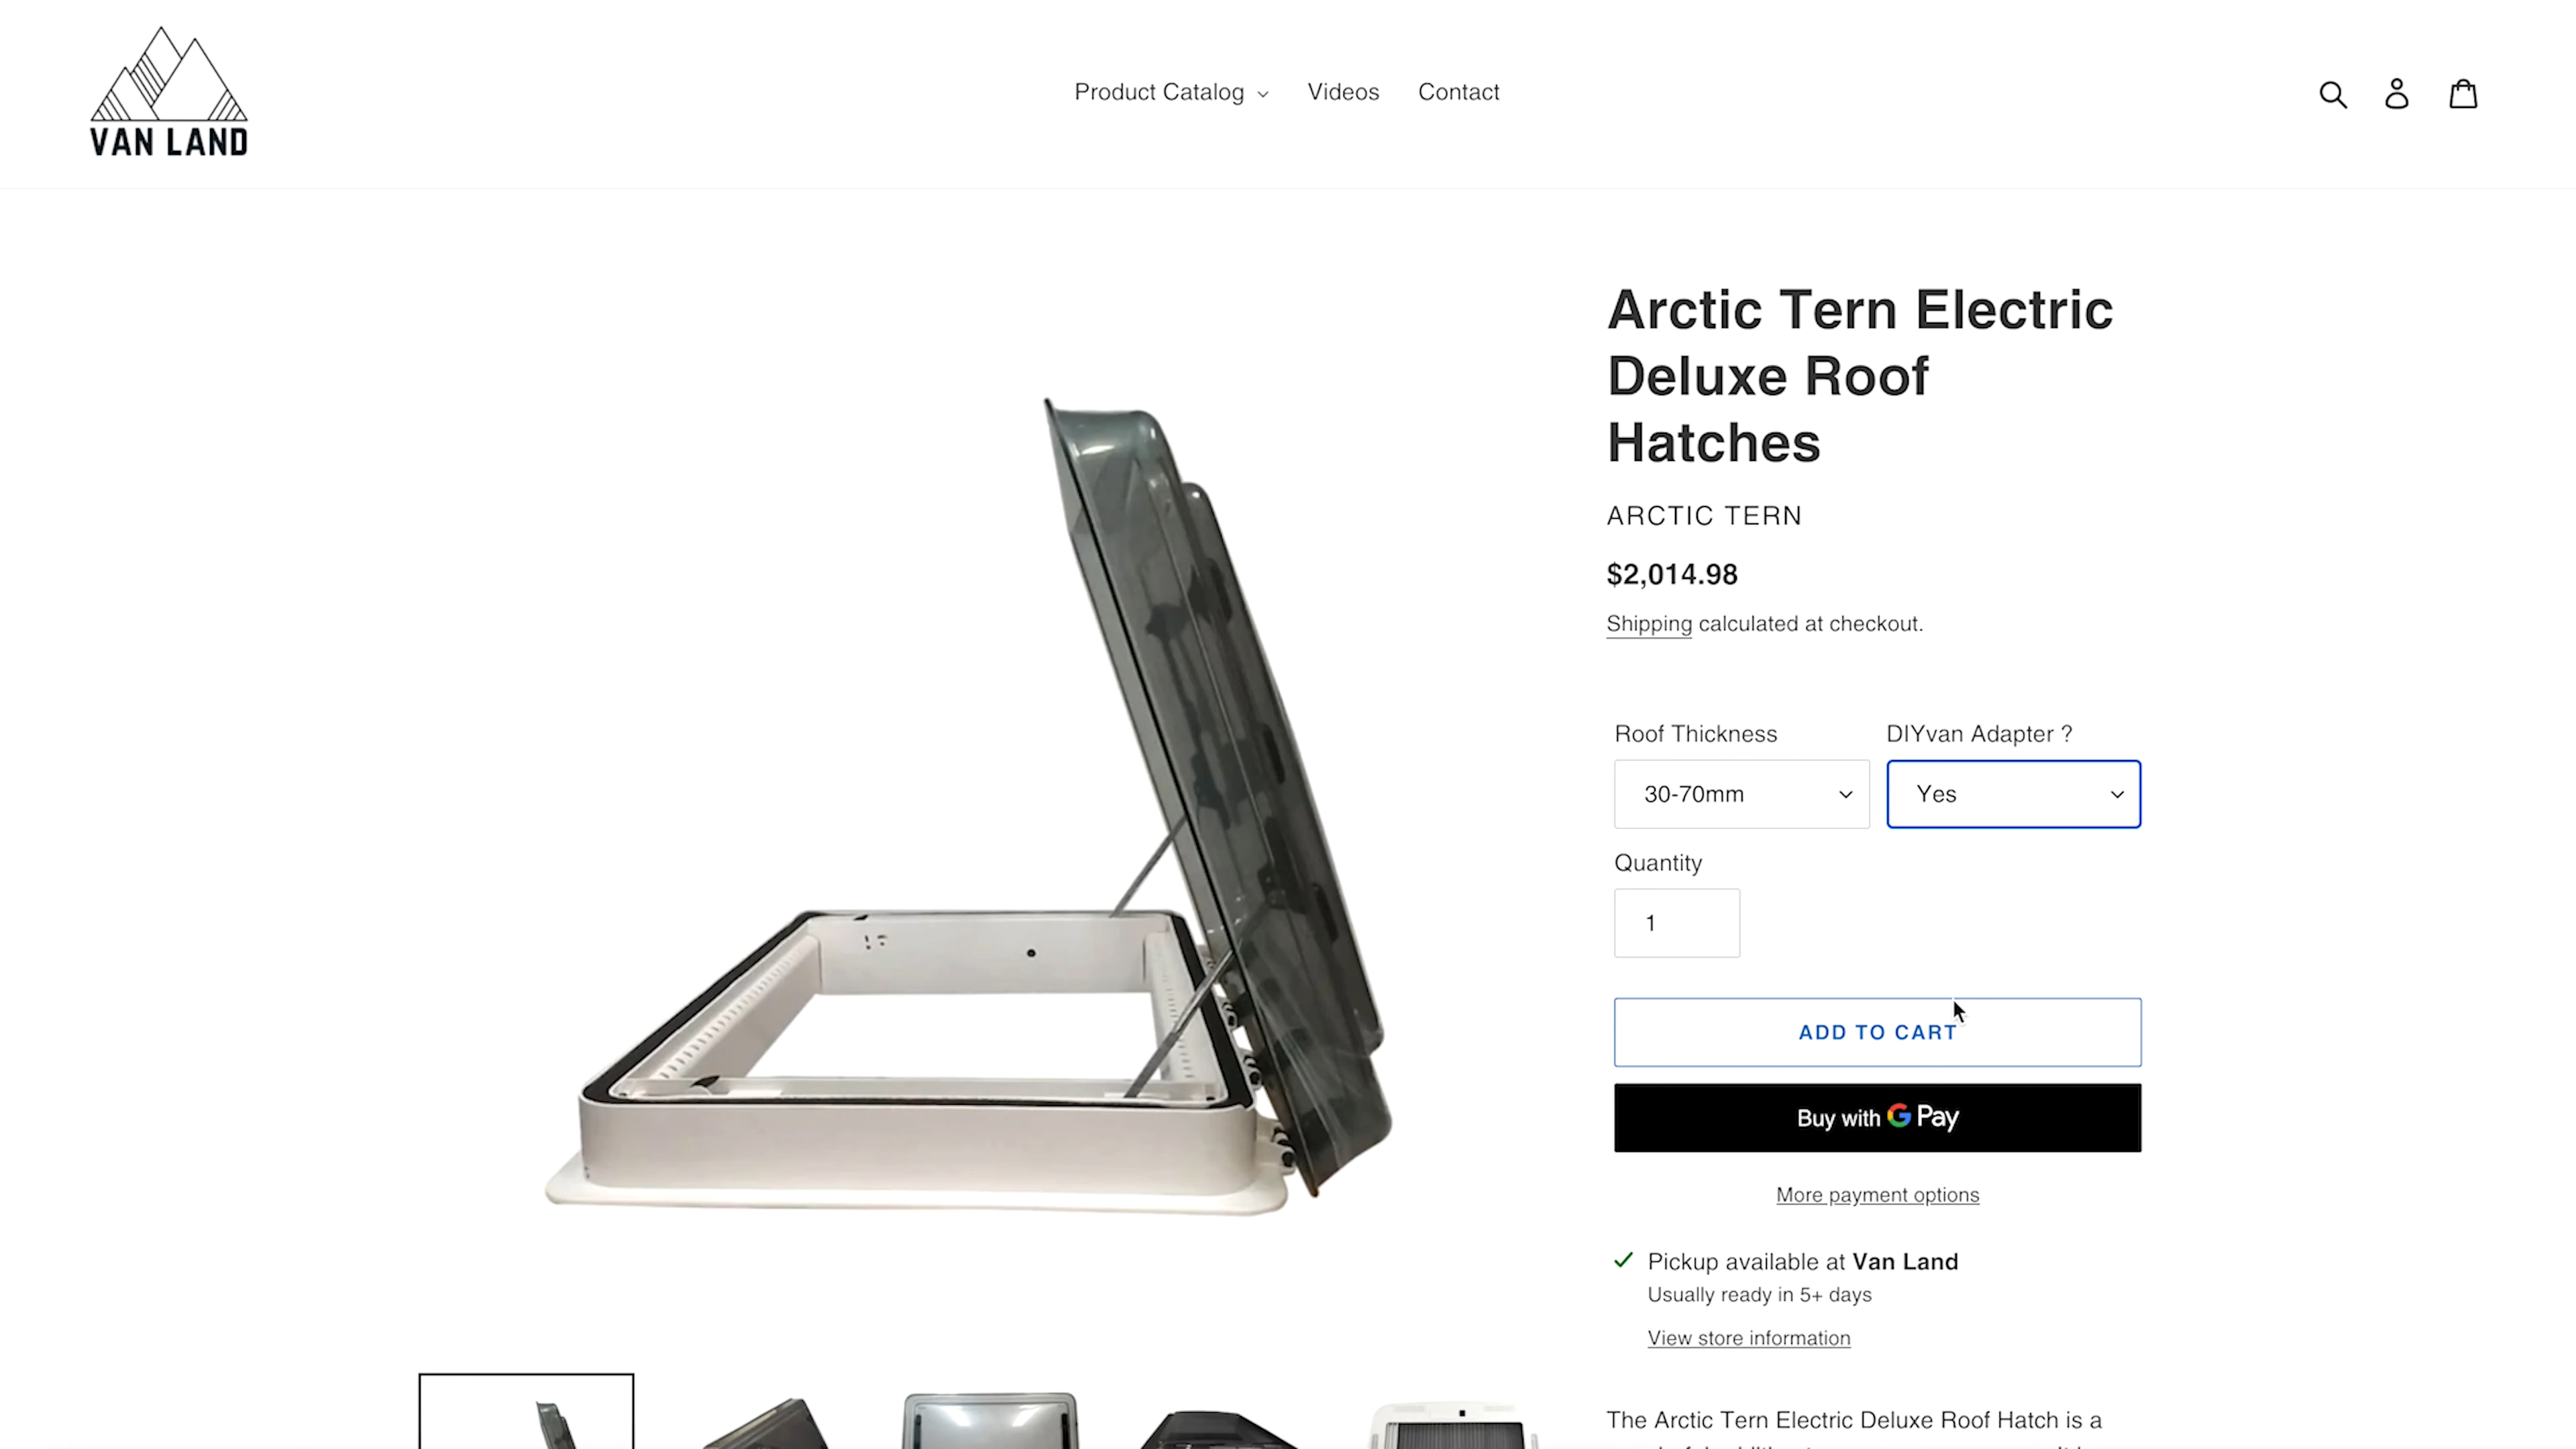 VAN LAND
Product Catalog
Videos
Contact
Arctic Tern Electric
Deluxe Roof
Hatches
ARCTIC TERN
$2,014.98
Shipping calculated at checkout.
Roof Thickness
DIYvan Adapter ?
30-70mm
Yes
Quantity
1
ADD TO CART
Buy with G Pay
More payment options
Pickup available at Van Land
Usually ready in 5+ days
View store information
The Arctic Tern Electric Deluxe Roof Hatch is a